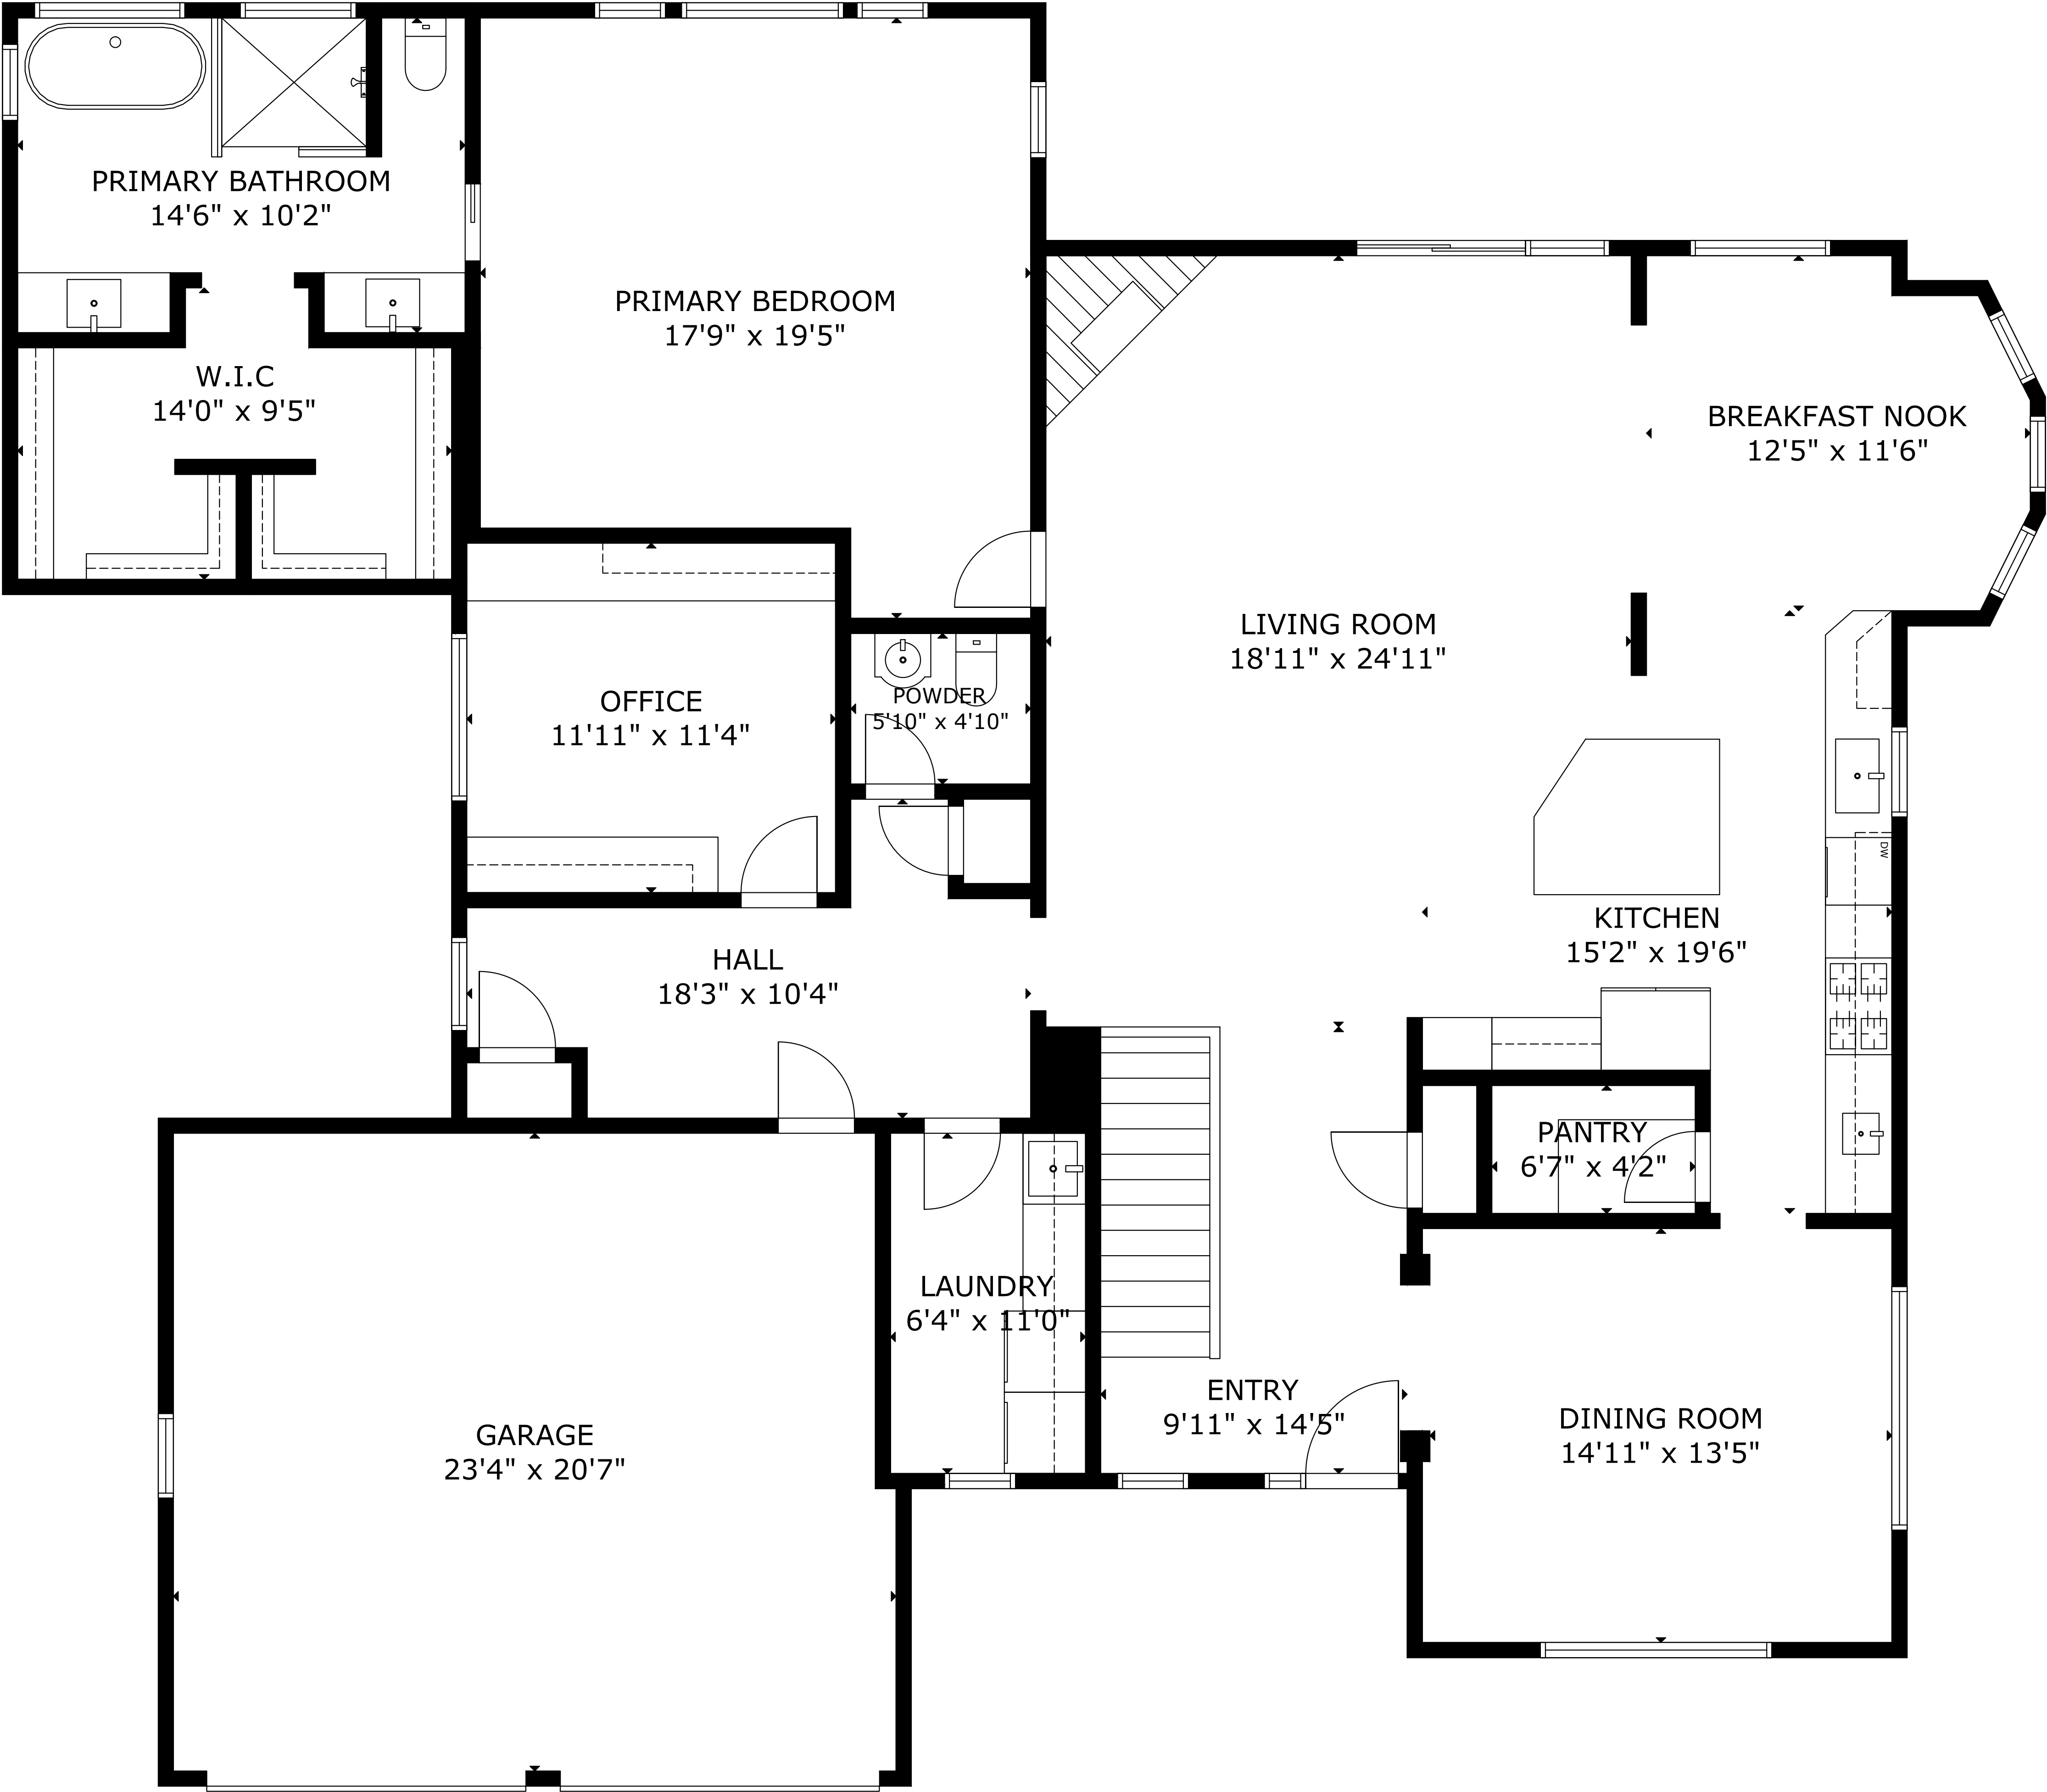 PRIMARY BATHROOM
14'6" x 10'2"
PRIMARY BEDROOM
17'9" x 19'5"
W.I.C
14'0" x 9'5"
BREAKFAST NOOK
12'5" x 11'6"
LIVING ROOM
18'11" x 24'11"
OFFICE
11'11" x 11'4"
POWDER
5'10" x 4'10"
DW
KITCHEN
15'2" x 19'6"
HALL
18'3" x 10'4"
PANTRY
6'7" x 4'2"
LAUNDRY
6'4" x 11'0"
ENTRY
9'11" x 14'5"
DINING ROOM
14'11" x 13'5"
GARAGE
23'4" x 20'7"